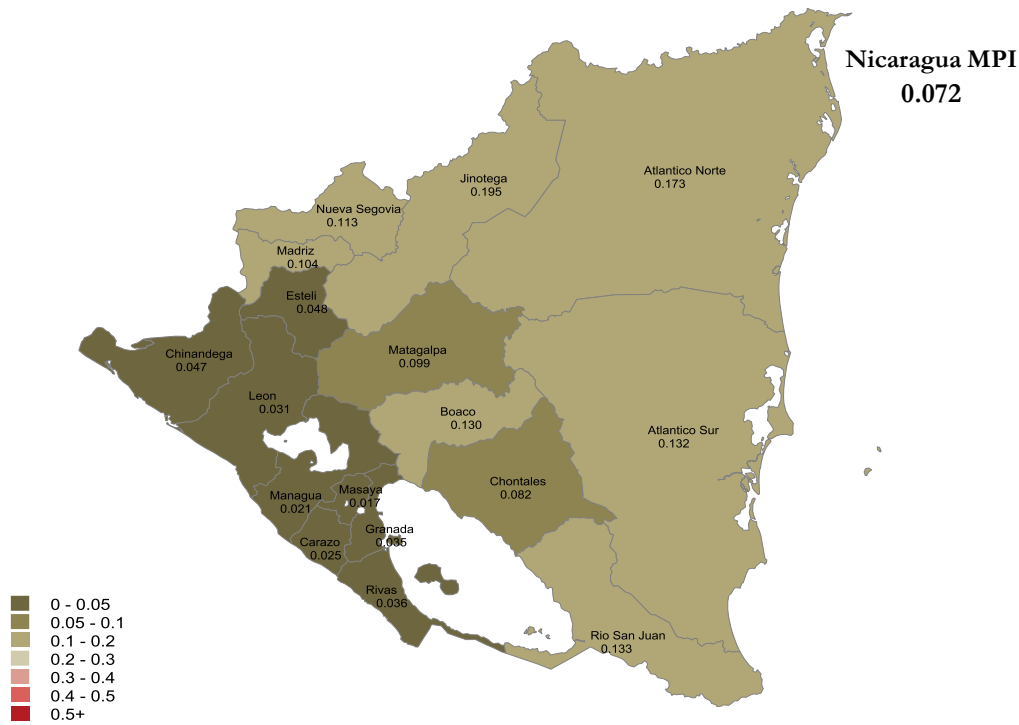 Nicaragua MPI
0.072
Atlantico Norte
0.173
Jinotega
0.195
Nueva Segovia
0.113
Madriz
0.104
Esteli
0.048
Chinandega
0.047
Matagalpa
0.099
Leon
0.031
Boaco
0.130
Atlantico Sur
0.132
Chontales
0.082
Masaya
0.017
Managua
0.021
Granada
0.035
Carazo
0.025
Rivas
0.036
Rio San Juan
0.133
0 - 0.05
0.05 - 0.1
0.1 - 0.2
0.2 - 0.3
0.3 - 0.4
0.4 - 0.5
0.5+